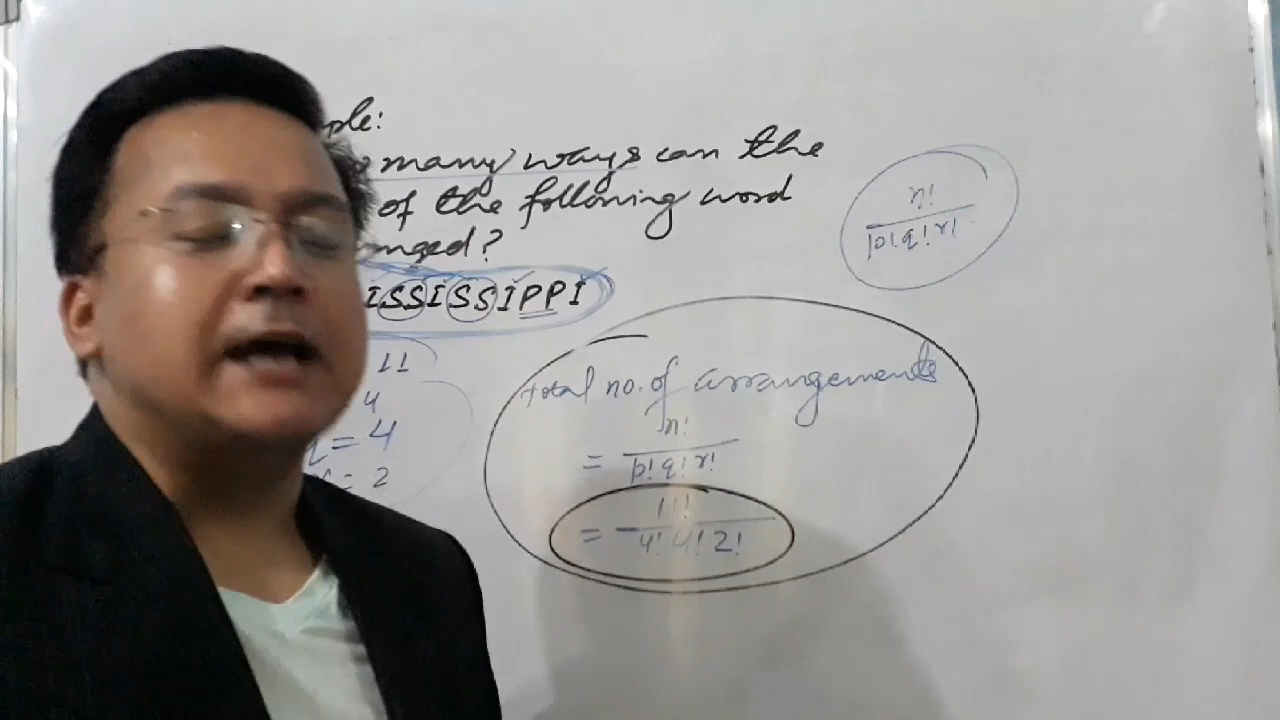 ple:
many ways can the
of the following word
nged?
ISSISSIPPI
11
4
q = 4
= 2
n!
p!q!r!
total no. of arrangements
n!
= p! q! r!
11!
= 4! 4! 2!